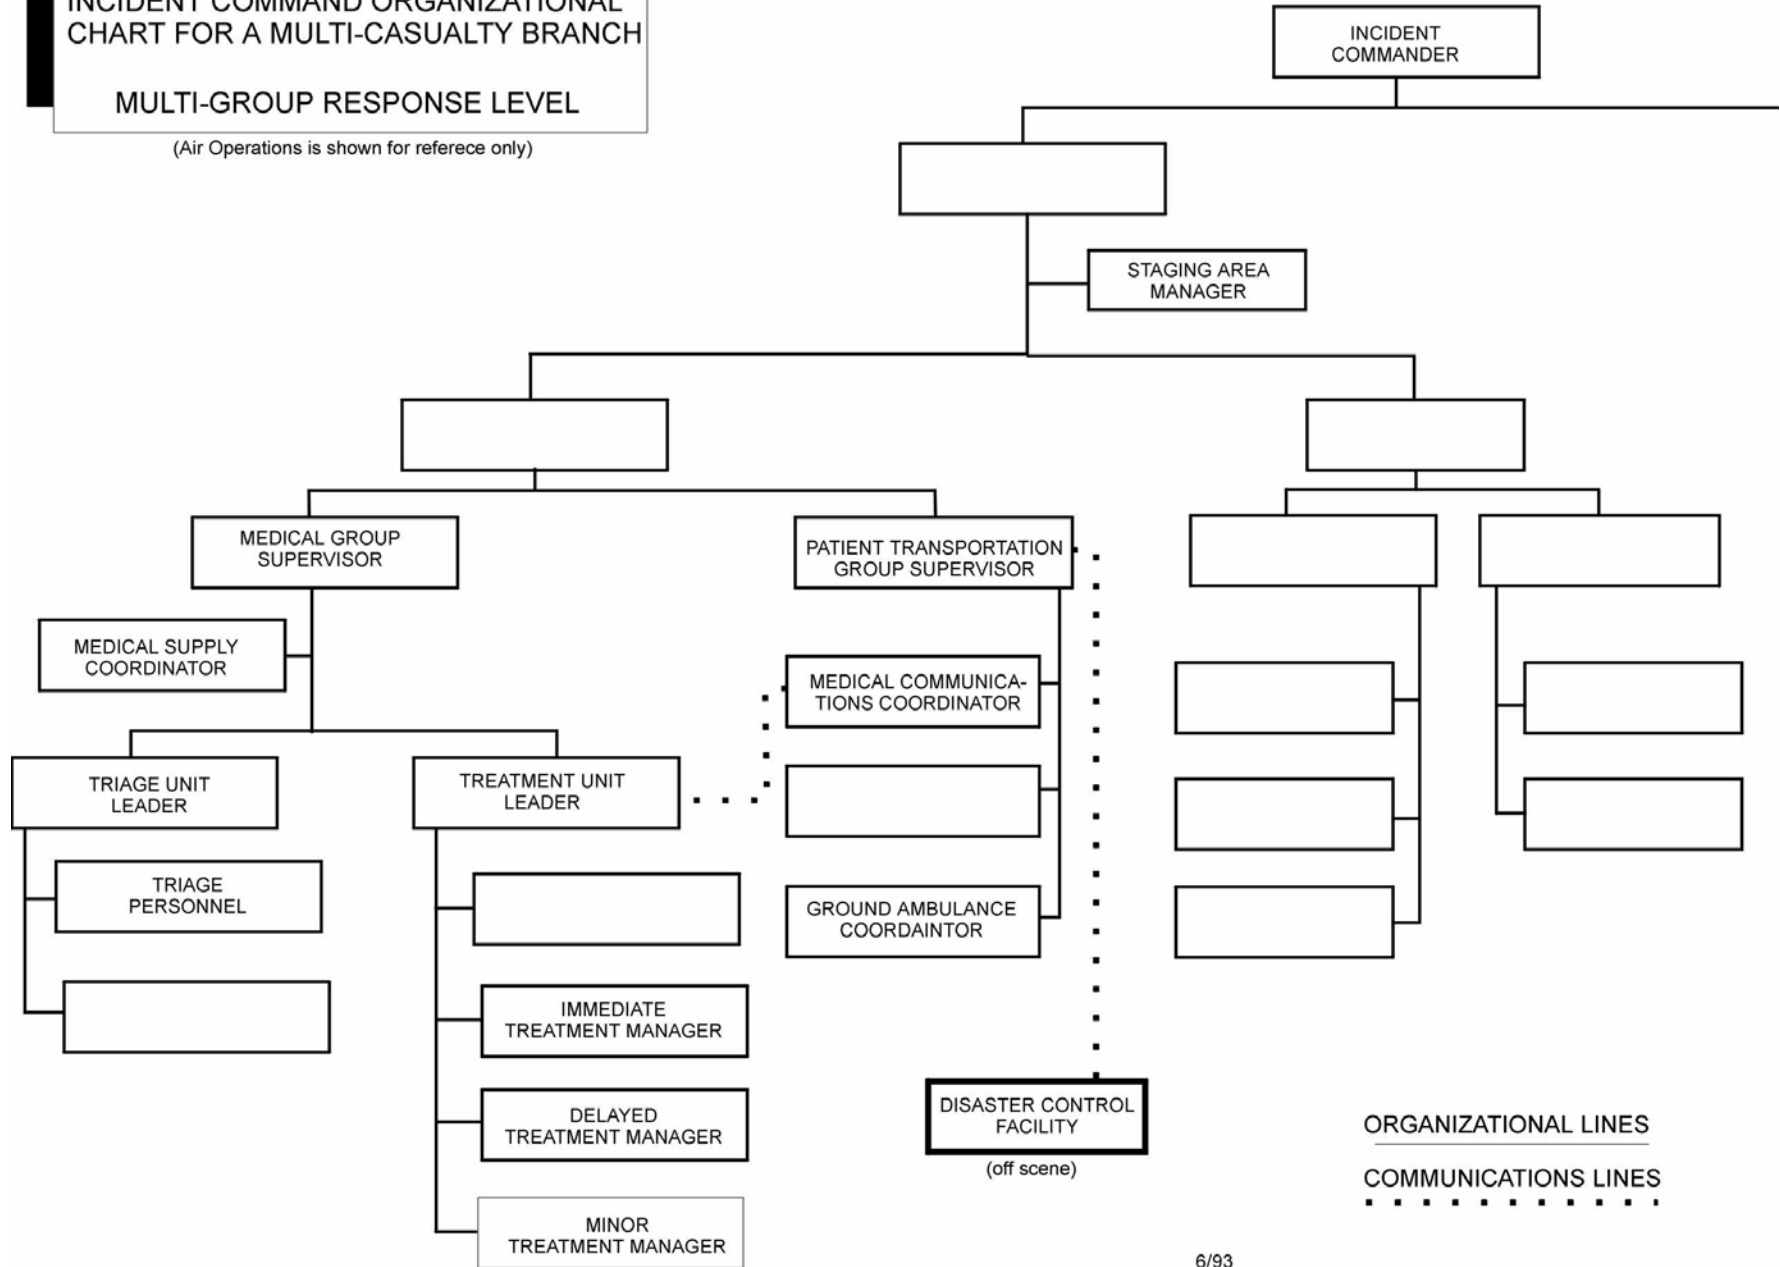 INCIDENT COMMAND ORGANIZATIONAL
CHART FOR A MULTI-CASUALTY BRANCH
MULTI-GROUP RESPONSE LEVEL
(Air Operations is shown for referece only)
INCIDENT
COMMANDER
STAGING AREA
MANAGER
MEDICAL GROUP
SUPERVISOR
PATIENT TRANSPORTATION
GROUP SUPERVISOR
MEDICAL SUPPLY
COORDINATOR
MEDICAL COMMUNICA-
TIONS COORDINATOR
TRIAGE UNIT
LEADER
TREATMENT UNIT
LEADER
TRIAGE
PERSONNEL
GROUND AMBULANCE
COORDAINTOR
IMMEDIATE
TREATMENT MANAGER
DELAYED
TREATMENT MANAGER
MINOR
TREATMENT MANAGER
DISASTER CONTROL
FACILITY
(off scene)
ORGANIZATIONAL LINES
COMMUNICATIONS LINES
6/93